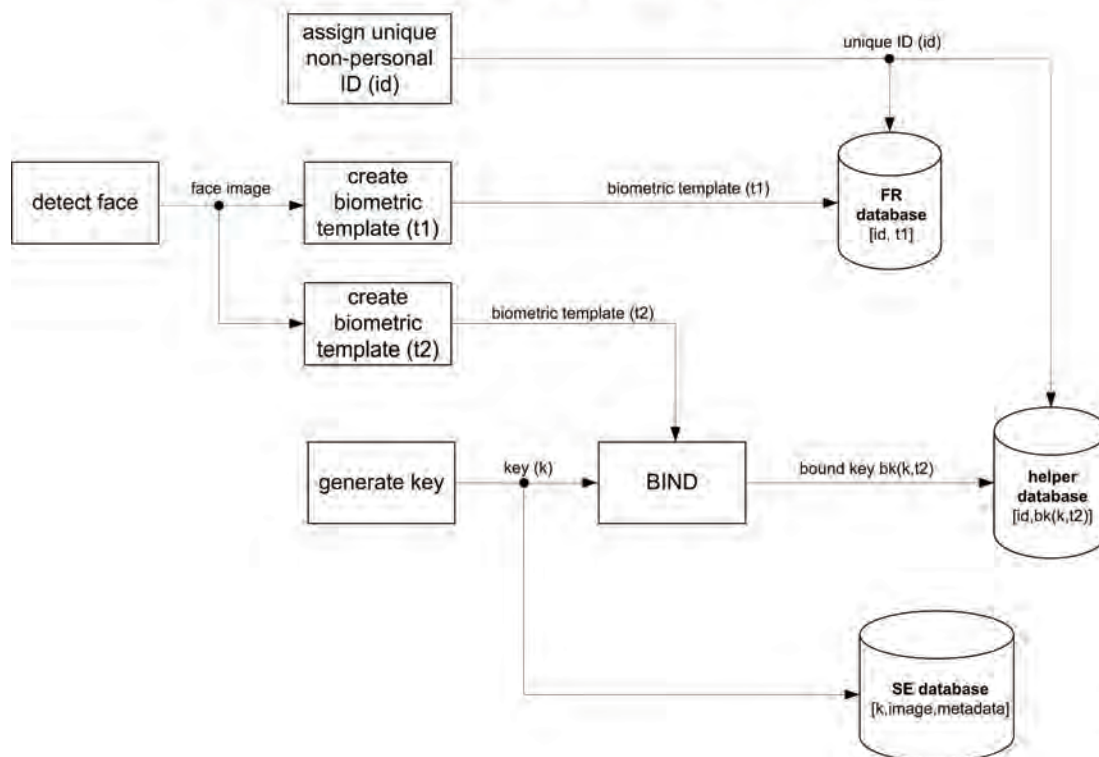 assign unique
non-personal
ID (id)
unique ID (id)
detect face
face image
create
biometric
template (t1)
biometric template (t1)
FR
database
[id, t1]
create
biometric
template (t2)
biometric template (t2)
generate key
key (k)
BIND
bound key bk(k,t2)
helper
database
[id,bk(k,t2)]
SE database
[k,image,metadata]